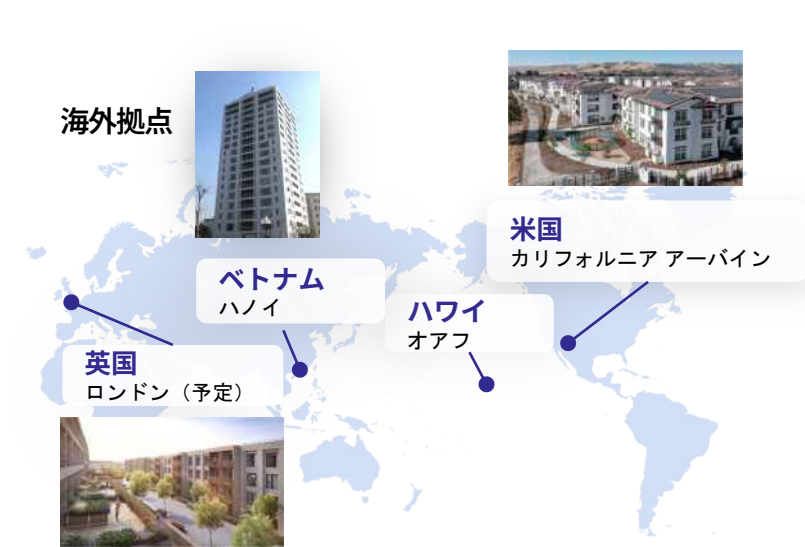 海外拠点
米国
カリフォルニア アーバイン
ベトナム
ハノイ
ハワイ
オアフ
英国
ロンドン（予定）